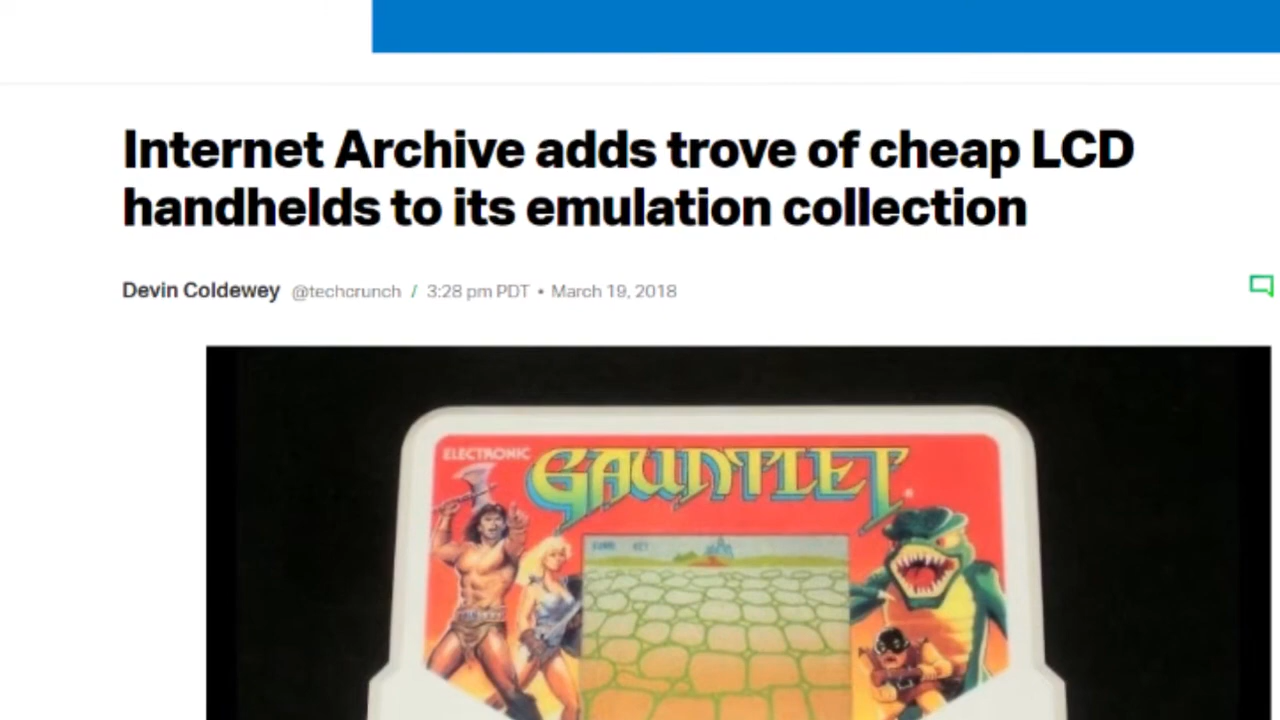 Internet Archive adds trove of cheap LCD
handhelds to its emulation collection
Devin Coldewey @techcrunch / 3:28 pm PDT • March 19, 2018
ELECTRONIC
GAUNTLET
KEY